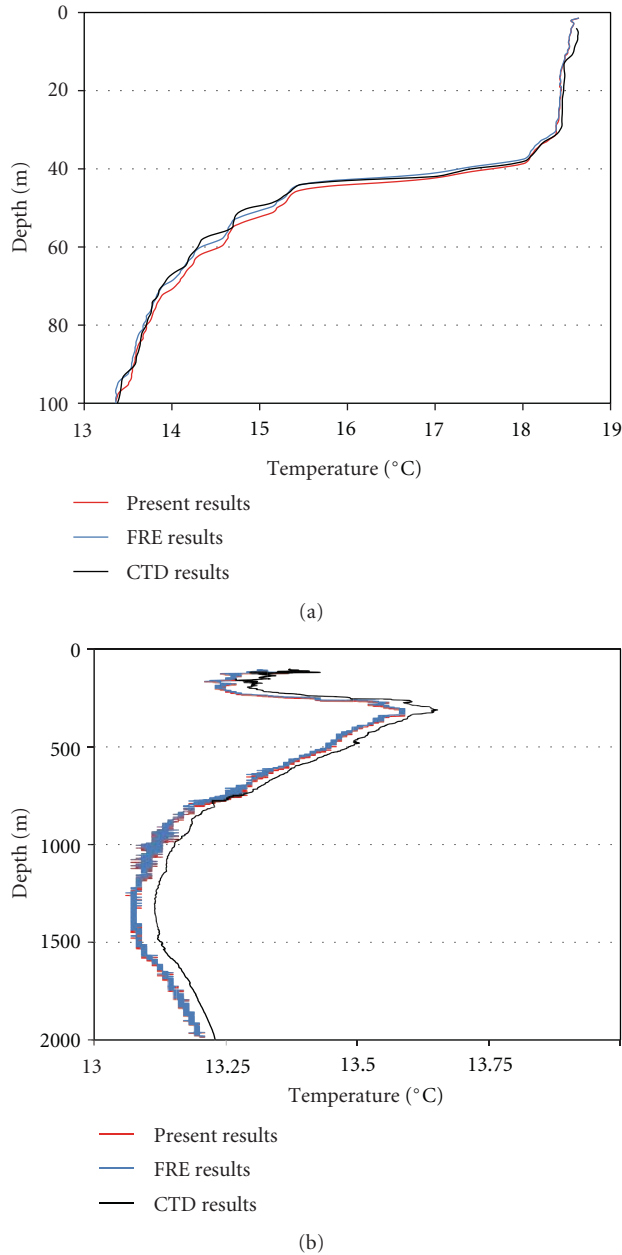 0
20
40
60
80
100
Depth (m)
13 14 15 16 17 18 19
Temperature (°C)
Present results
FRE results
CTD results
(a)
0
500
1000
1500
2000
Depth (m)
13 13.25 13.5 13.75
Temperature (°C)
Present results
FRE results
CTD results
(b)